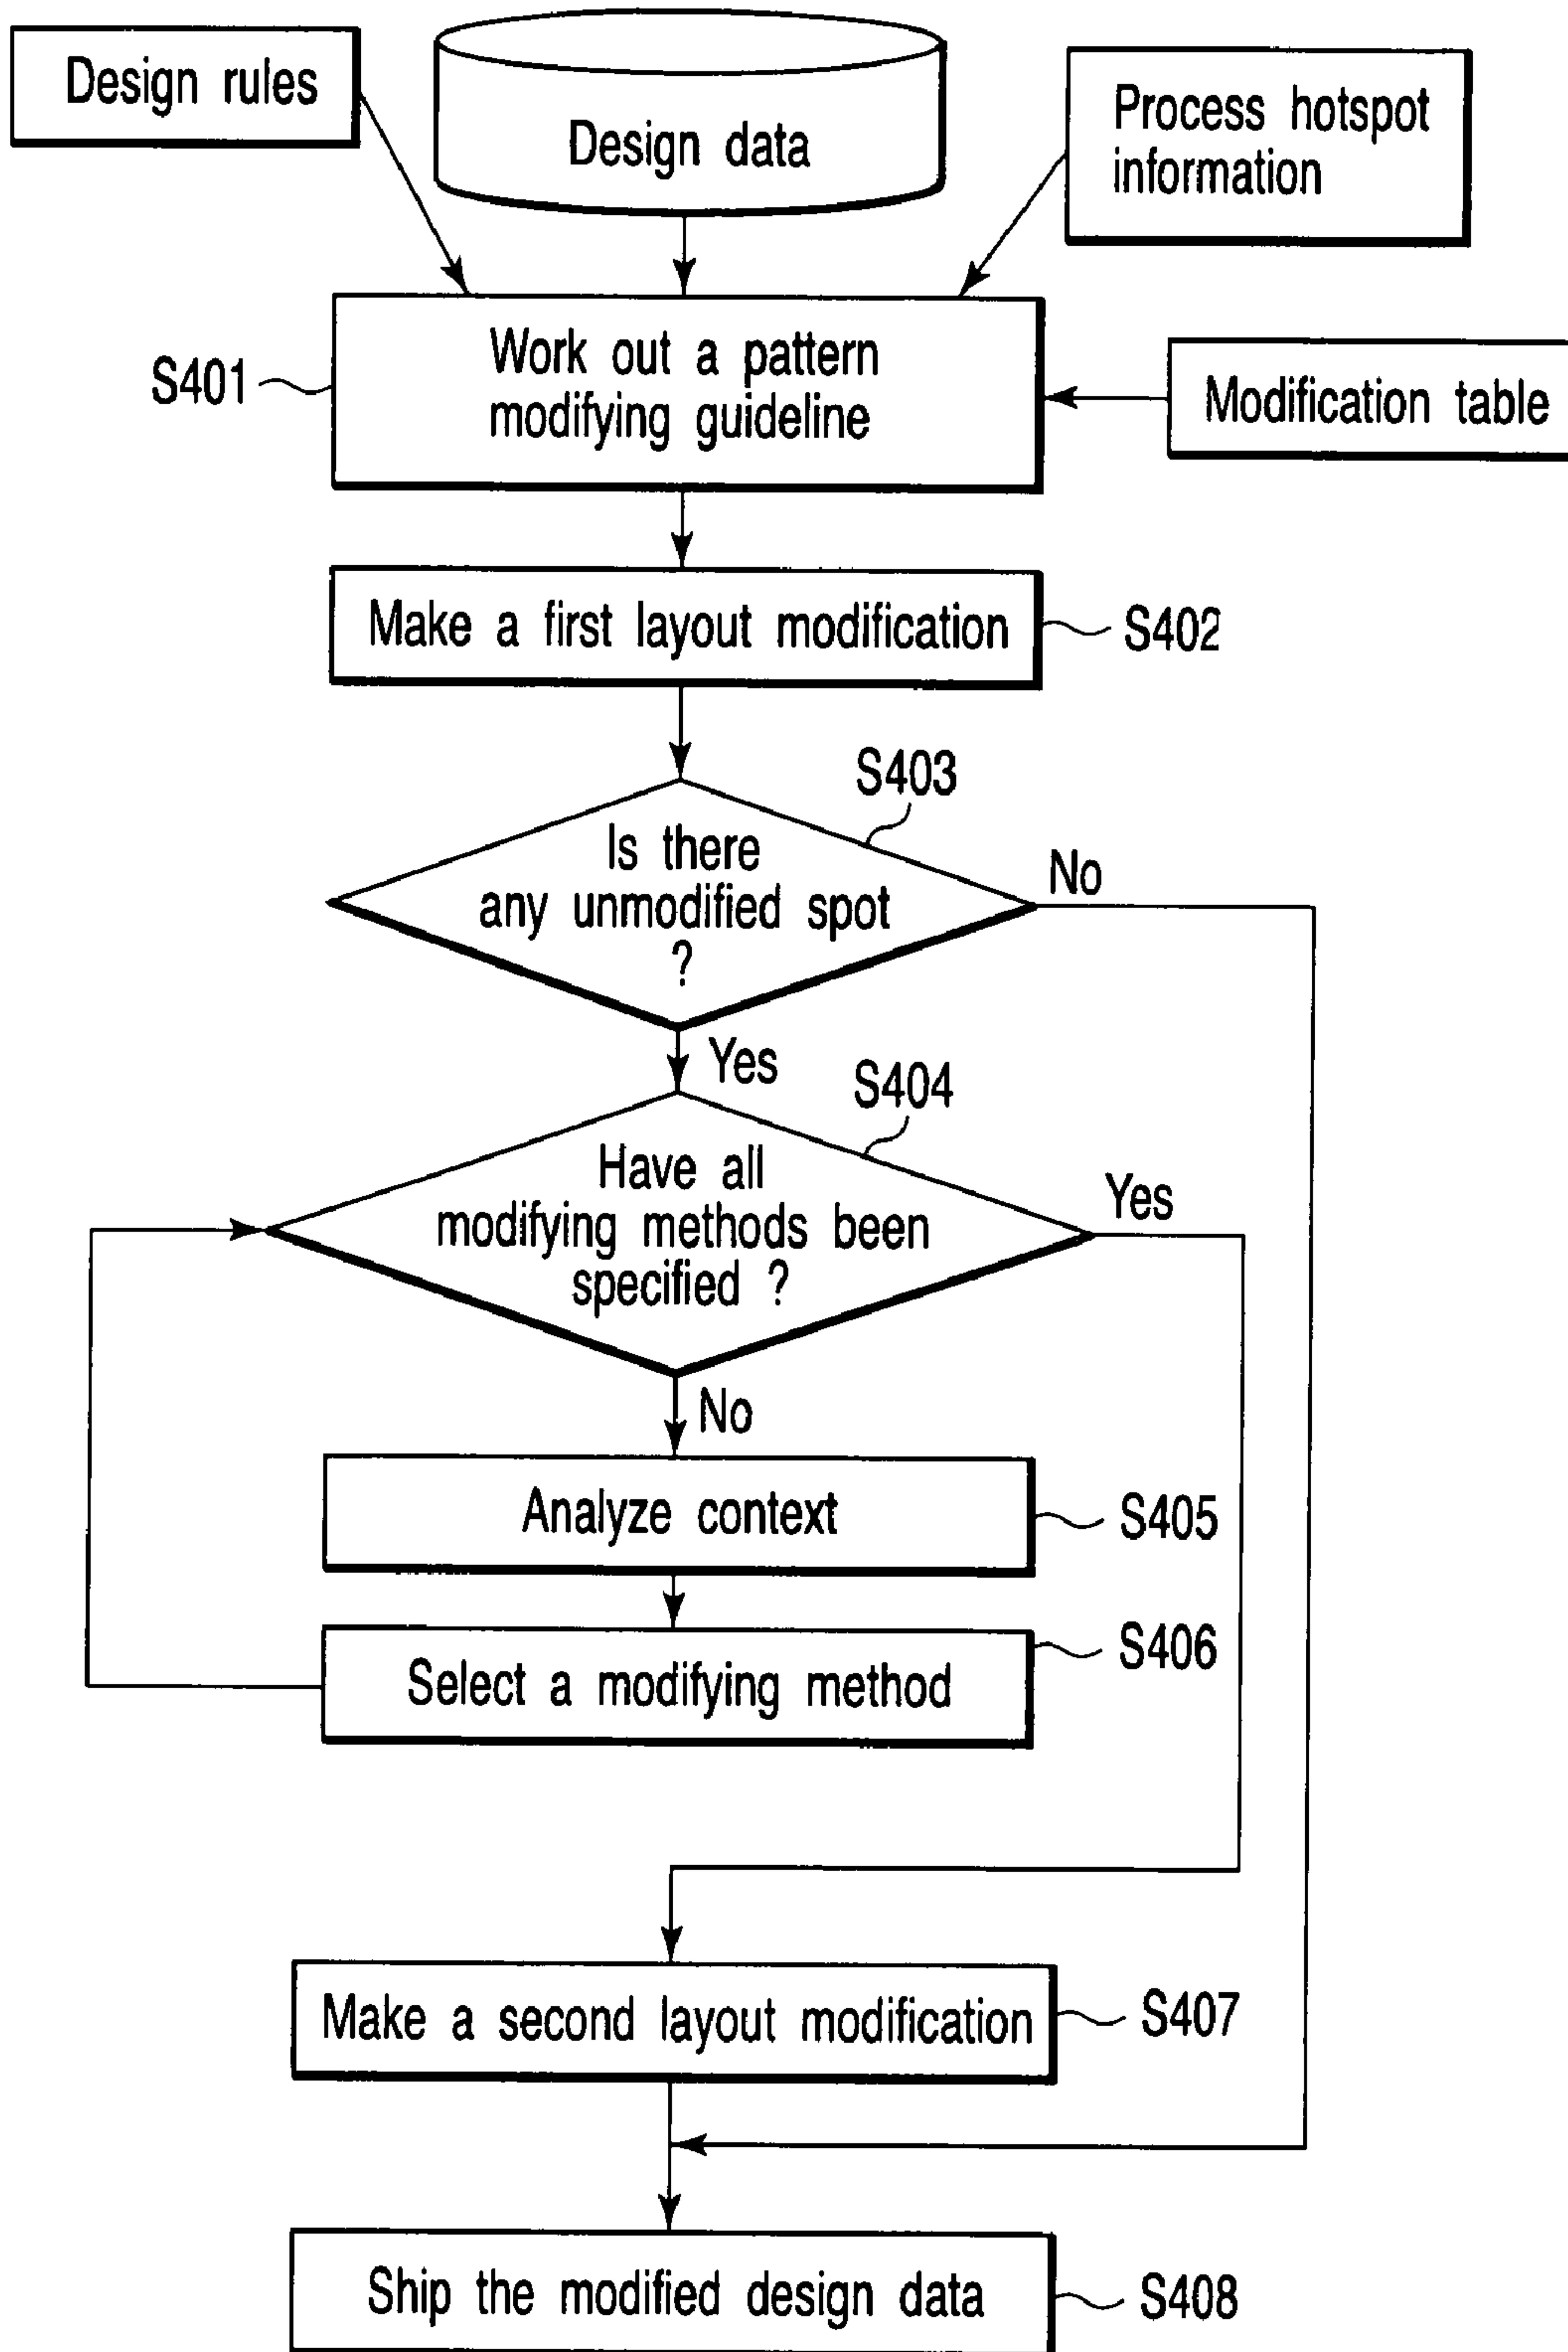 Design rules
Design data
Process hotspot
information
S401
Work out a pattern
modifying guideline
Modification table
Make a first layout modification
S402
S403
Is there
any unmodified spot
?
No
Yes
S404
Have all
modifying methods been
specified ?
Yes
No
Analyze context
S405
Select a modifying method
S406
Make a second layout modification
S407
Ship the modified design data
S408